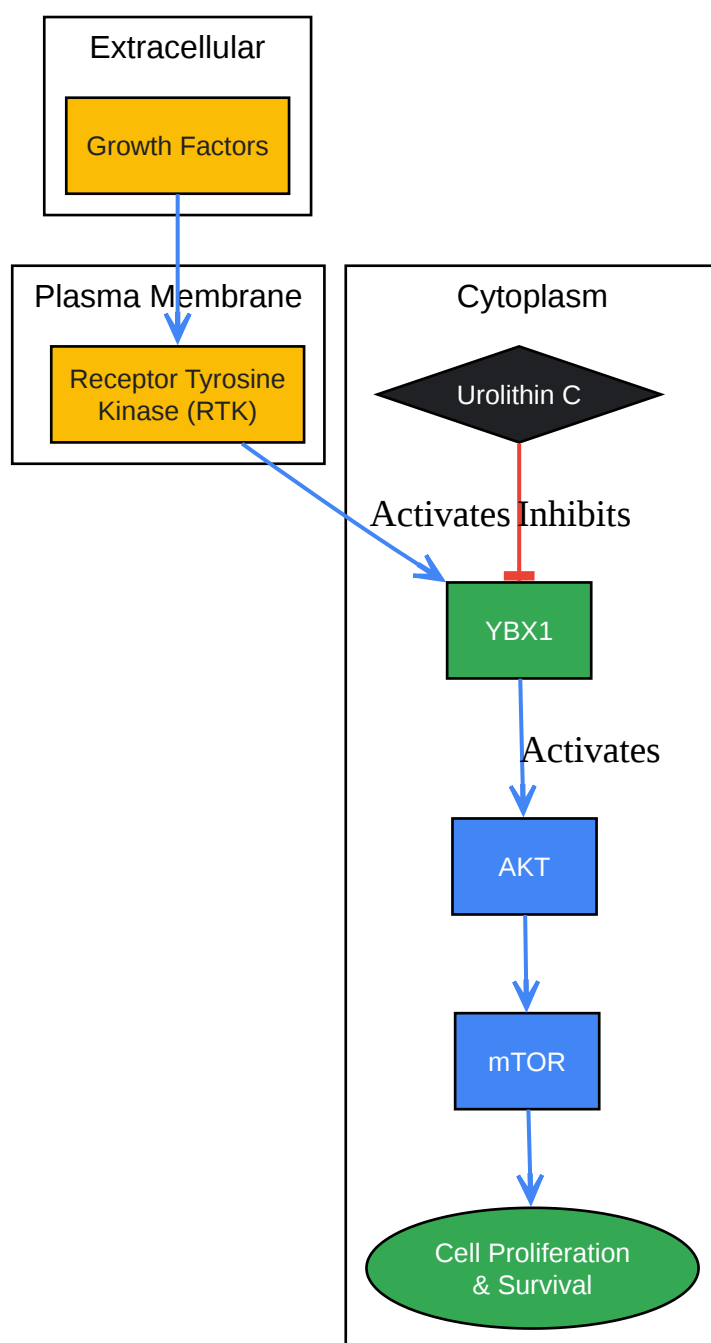 Extracellular
Growth Factors
Plasma Membrane
Receptor Tyrosine
Kinase (RTK)
Cytoplasm
Urolithin C
Activates
Inhibits
YBX1
Activates
AKT
mTOR
Cell Proliferation
& Survival